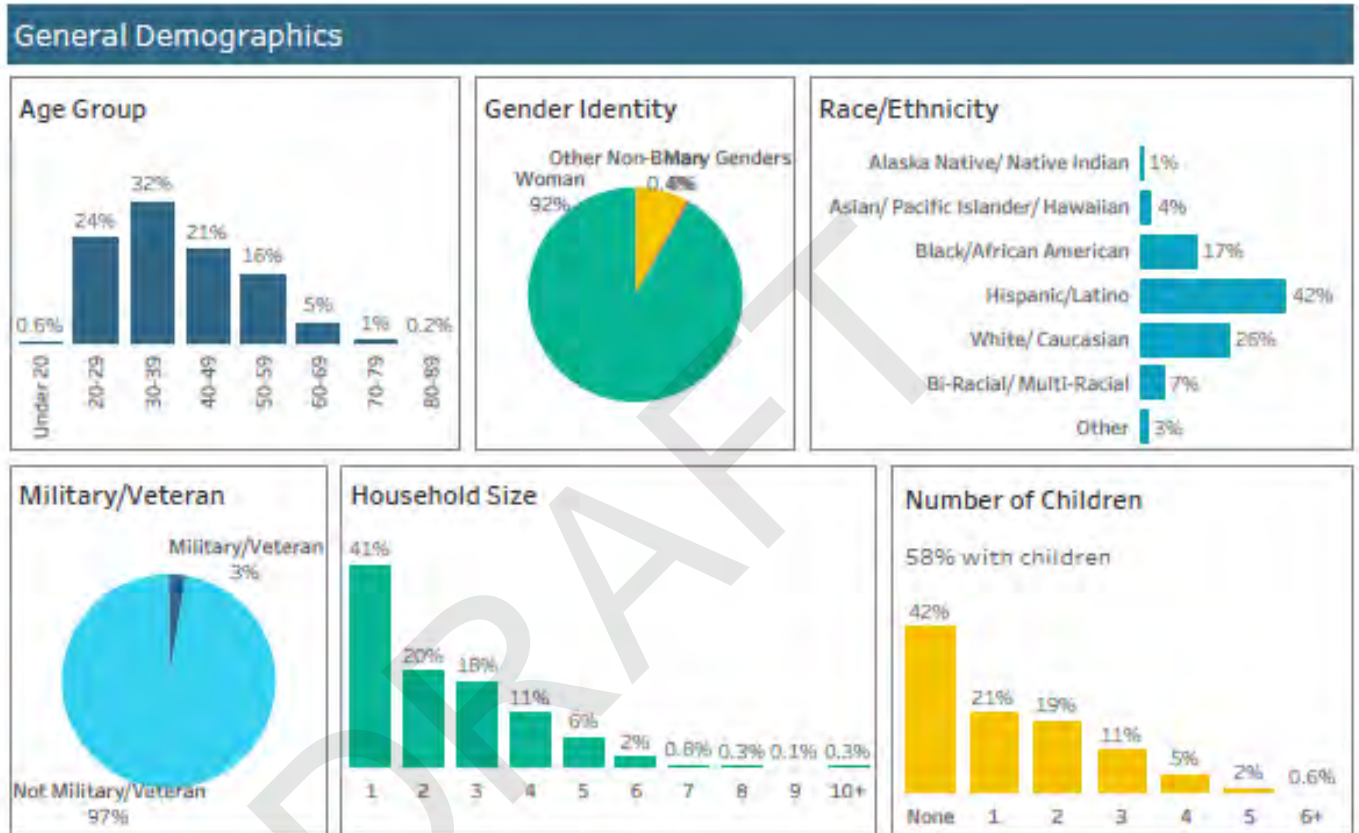 General Demographics
Age Group
32%
24%
21%
16%
5%
1%
0.2%
0.6%
Under 20
20-29
30-39
40-49
50-59
60-69
70-79
80-89
Gender Identity
Other Non-Binary Genders
Man
Woman
92%
Race/Ethnicity
Alaska Native/ Native Indian 1%
Asian/ Pacific Islander/ Hawaiian 4%
Black/African American 17%
Hispanic/Latino 42%
White/ Caucasian 26%
Bi-Racial/ Multi-Racial 7%
Other 3%
Military/Veteran
Military/Veteran
3%
Not Military/Veteran
97%
Household Size
41%
20%
18%
11%
6%
2%
0.3%
0.1%
0.3%
1 2 3 4 5 6 7 8 9 10+
Number of Children
58% with children
42%
21%
19%
11%
5%
2%
0.6%
None 1 2 3 4 5 6+
DRAFT